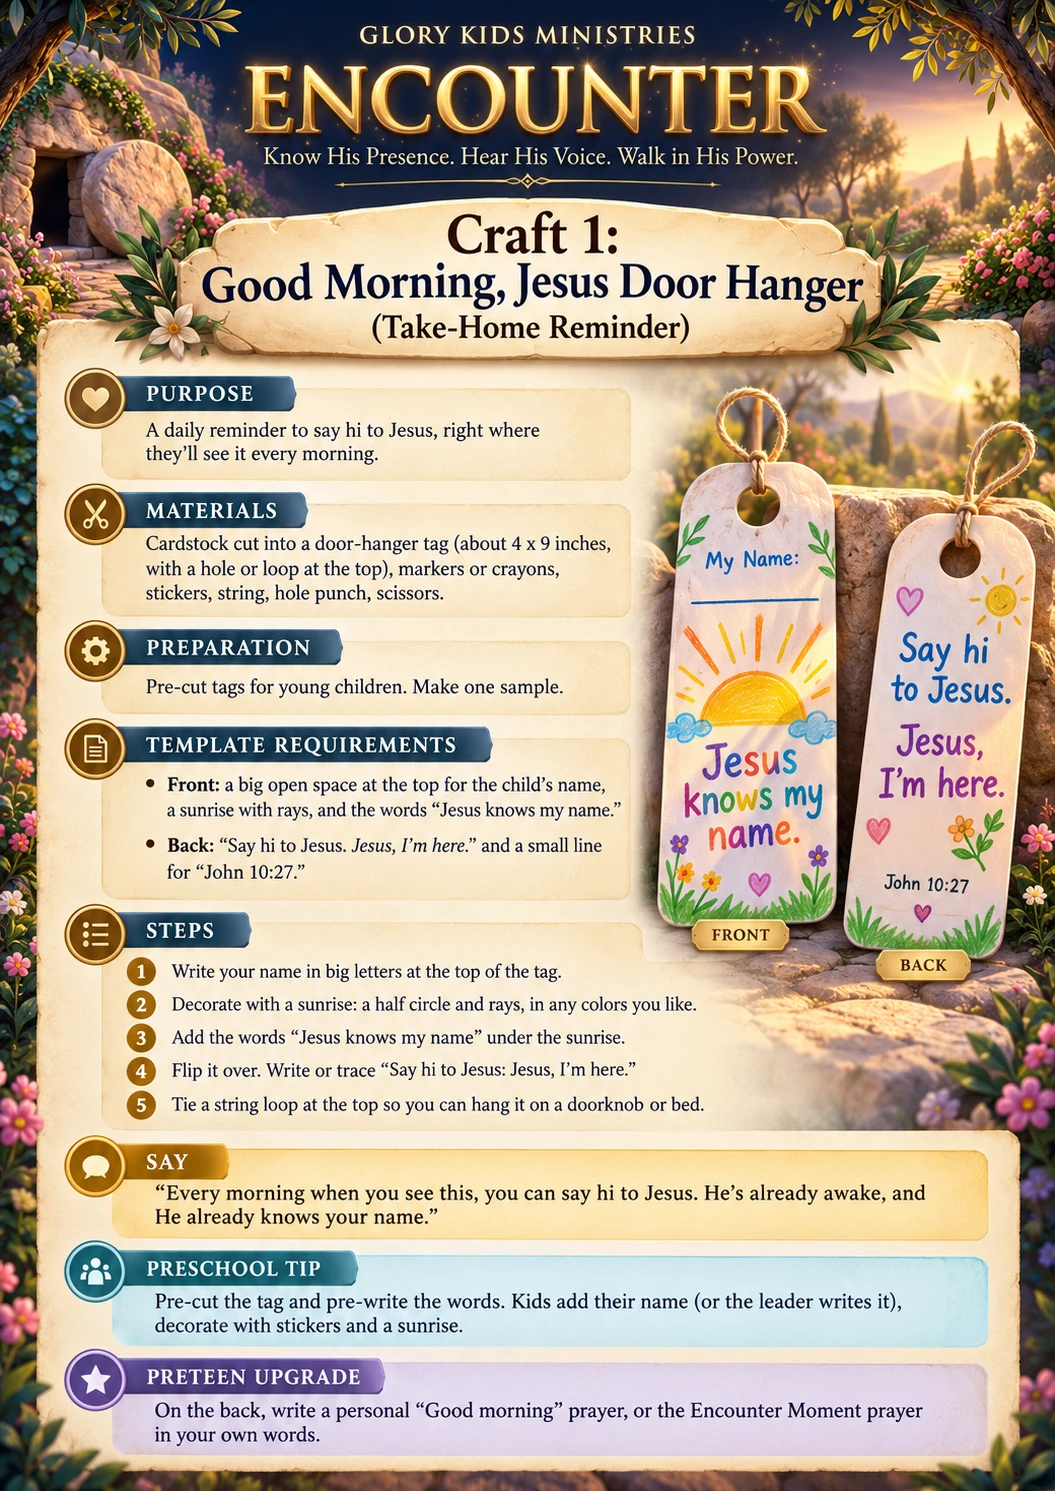 GLORY KIDS MINISTRIES
ENCOUNTER
Know His Presence. Hear His Voice. Walk in His Power.
Craft 1:
Good Morning, Jesus Door Hanger
(Take-Home Reminder)
PURPOSE
A daily reminder to say hi to Jesus, right where
they’ll see it every morning.
MATERIALS
Cardstock cut into a door-hanger tag (about 4 x 9 inches,
with a hole or loop at the top), markers or crayons,
stickers, string, hole punch, scissors.
PREPARATION
Pre-cut tags for young children. Make one sample.
TEMPLATE REQUIREMENTS
• Front: a big open space at the top for the child’s name,
a sunrise with rays, and the words “Jesus knows my name.”
• Back: “Say hi to Jesus. Jesus, I’m here.” and a small line
for “John 10:27.”
My Name:
Jesus
knows my
name.
FRONT
Say hi
to Jesus.
Jesus,
I’m here.
John 10:27
BACK
STEPS
1 Write your name in big letters at the top of the tag.
2 Decorate with a sunrise: a half circle and rays, in any colors you like.
3 Add the words “Jesus knows my name” under the sunrise.
4 Flip it over. Write or trace “Say hi to Jesus: Jesus, I’m here.”
5 Tie a string loop at the top so you can hang it on a doorknob or bed.
SAY
“Every morning when you see this, you can say hi to Jesus. He’s already awake, and
He already knows your name.”
PRESCHOOL TIP
Pre-cut the tag and pre-write the words. Kids add their name (or the leader writes it),
decorate with stickers and a sunrise.
PRETEEN UPGRADE
On the back, write a personal “Good morning” prayer, or the Encounter Moment prayer
in your own words.